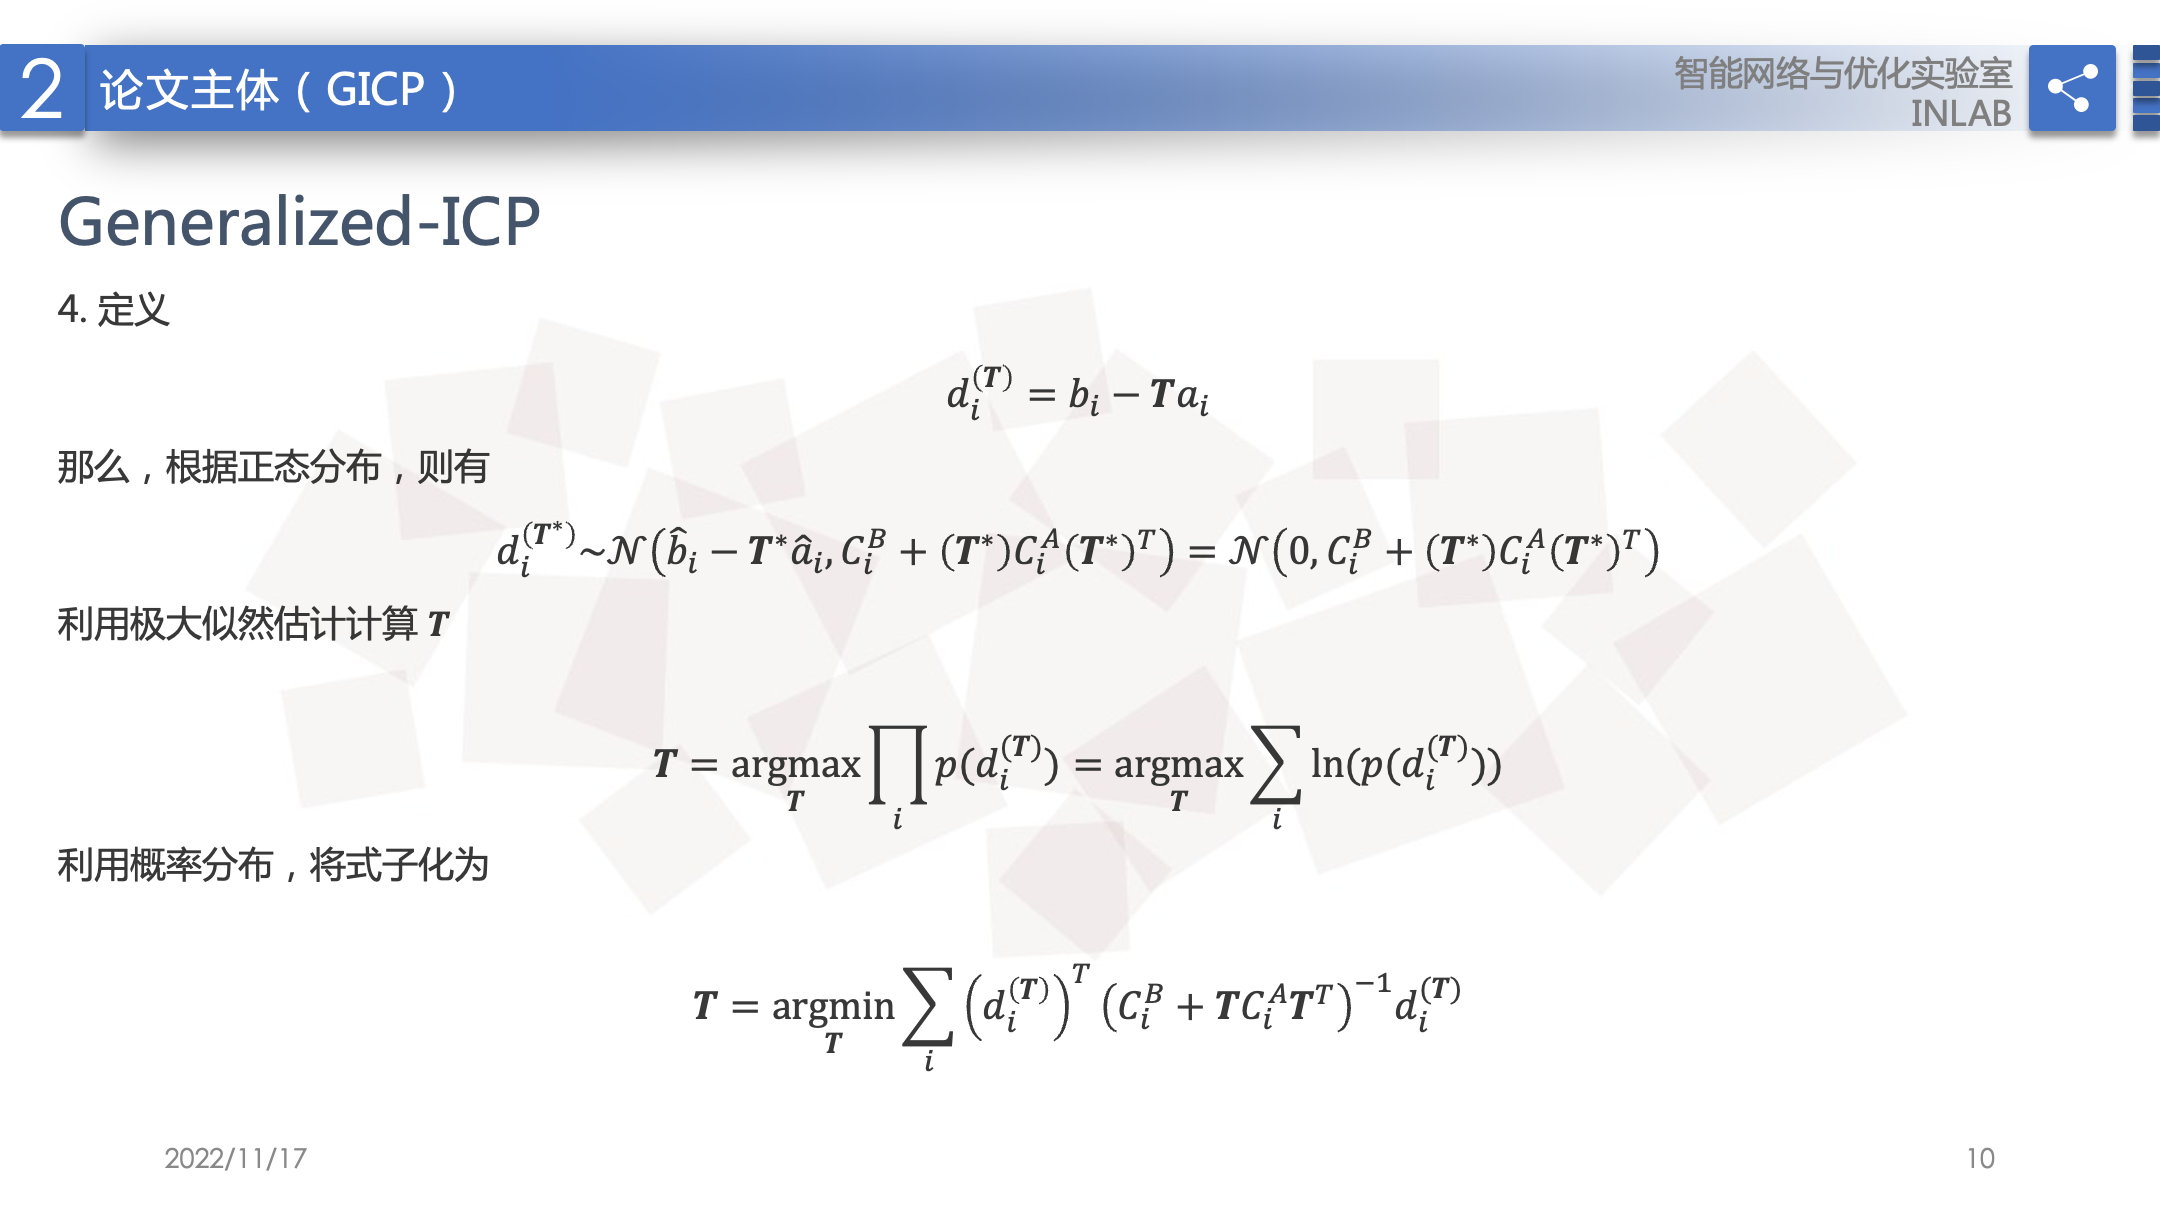 2 论文主体（GICP）
智能网络与优化实验室
INLAB
Generalized-ICP
4. 定义
$d_i^{(\boldsymbol{T})} = b_i - \boldsymbol{T}a_i$
那么，根据正态分布，则有
$d_i^{(\boldsymbol{T}^*)} \sim \mathcal{N}\left(\hat{b}_i - \boldsymbol{T}^*\hat{a}_i, C_i^B + (\boldsymbol{T}^*)C_i^A(\boldsymbol{T}^*)^T\right) = \mathcal{N}\left(0, C_i^B + (\boldsymbol{T}^*)C_i^A(\boldsymbol{T}^*)^T\right)$
利用极大似然估计计算 $\boldsymbol{T}$
$\boldsymbol{T} = \underset{\boldsymbol{T}}{\operatorname{argmax}} \prod_i p(d_i^{(\boldsymbol{T})}) = \underset{\boldsymbol{T}}{\operatorname{argmax}} \sum_i \ln(p(d_i^{(\boldsymbol{T})}))$
利用概率分布，将式子化为
$\boldsymbol{T} = \underset{\boldsymbol{T}}{\operatorname{argmin}} \sum_i \left(d_i^{(\boldsymbol{T})}\right)^T \left(C_i^B + \boldsymbol{T}C_i^A\boldsymbol{T}^T\right)^{-1} d_i^{(\boldsymbol{T})}$
2022/11/17
10